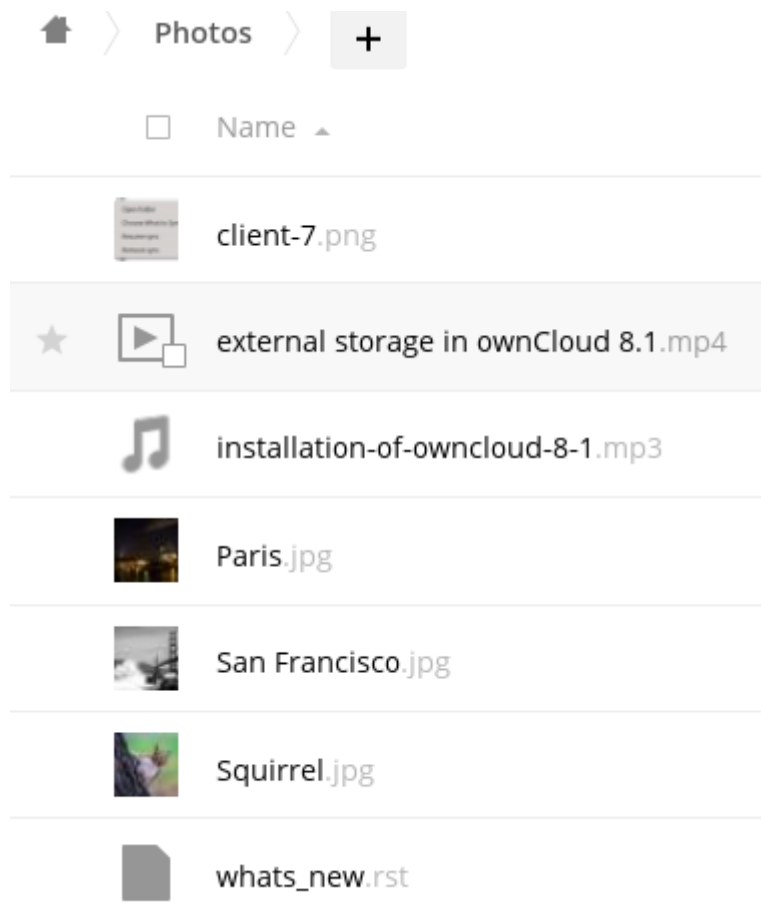 Photos +
Name
client-7.png
external storage in ownCloud 8.1.mp4
installation-of-owncloud-8-1.mp3
Paris.jpg
San Francisco.jpg
Squirrel.jpg
whats_new.rst